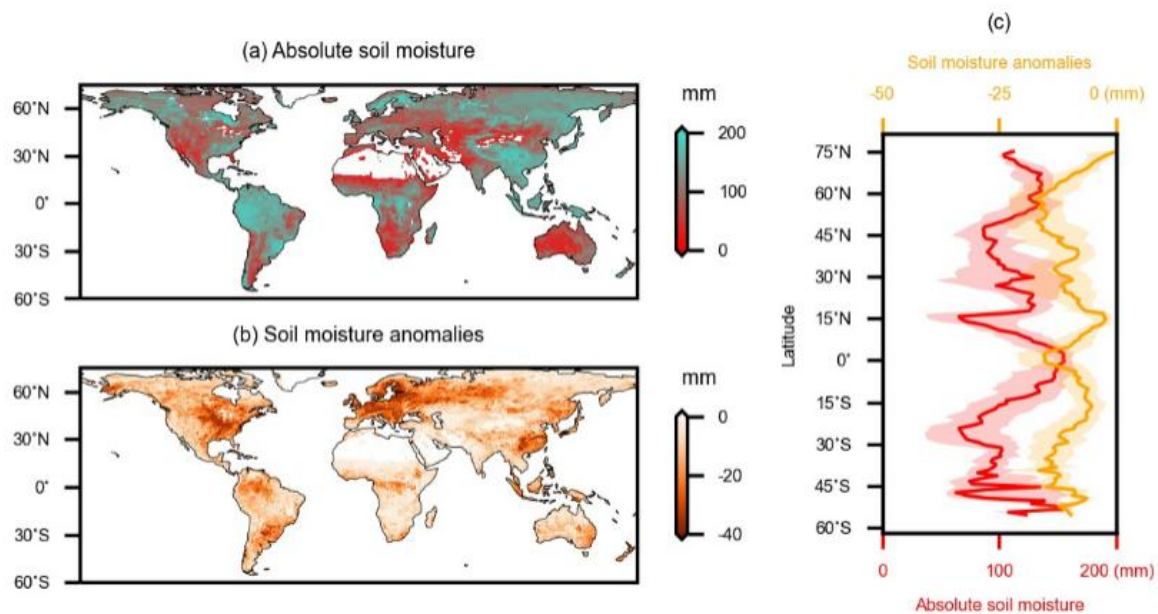 (a) Absolute soil moisture
60°N
30°N
0°
30°S
60°S
mm
200
100
0
(b) Soil moisture anomalies
60°N
30°N
0°
30°S
60°S
mm
0
-20
-40
(c)
Soil moisture anomalies
-50 -25 0 (mm)
Latitude
75°N
60°N
45°N
30°N
15°N
0°
15°S
30°S
45°S
60°S
0 100 200 (mm)
Absolute soil moisture